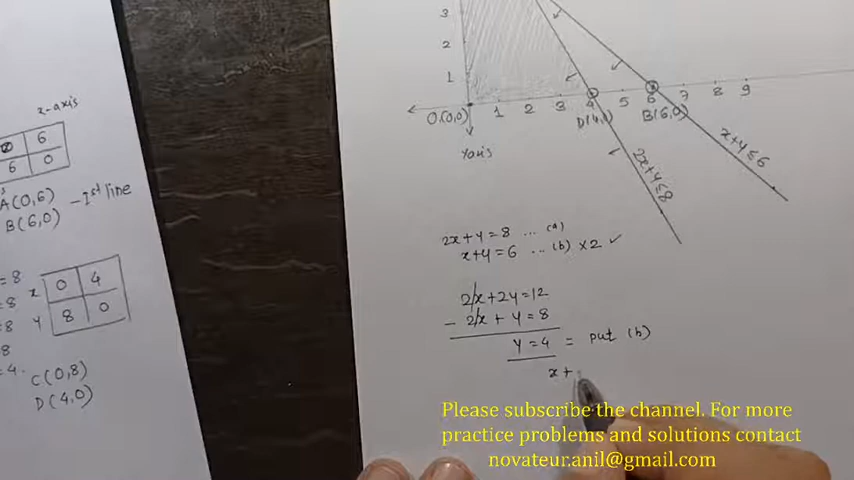 x-axis
6
6 0
A(0,6)
B(6,0) - Ist line
= 8
x 0 4
y 8 0
C(0,8)
D(4,0)
3
2
1
O(0,0) 1 2 3 4 5 6 7 8 9
D(4,0) B(6,0)
Yaxis
x+y≤6
2x+y≤8
2x+y=8 ... (a)
x+y=6 ... (b) ×2 ✓
2x+2y=12
- 2x+y=8
y=4 = put (b)
x+
Please subscribe the channel. For more
practice problems and solutions contact
novateur.anil@gmail.com